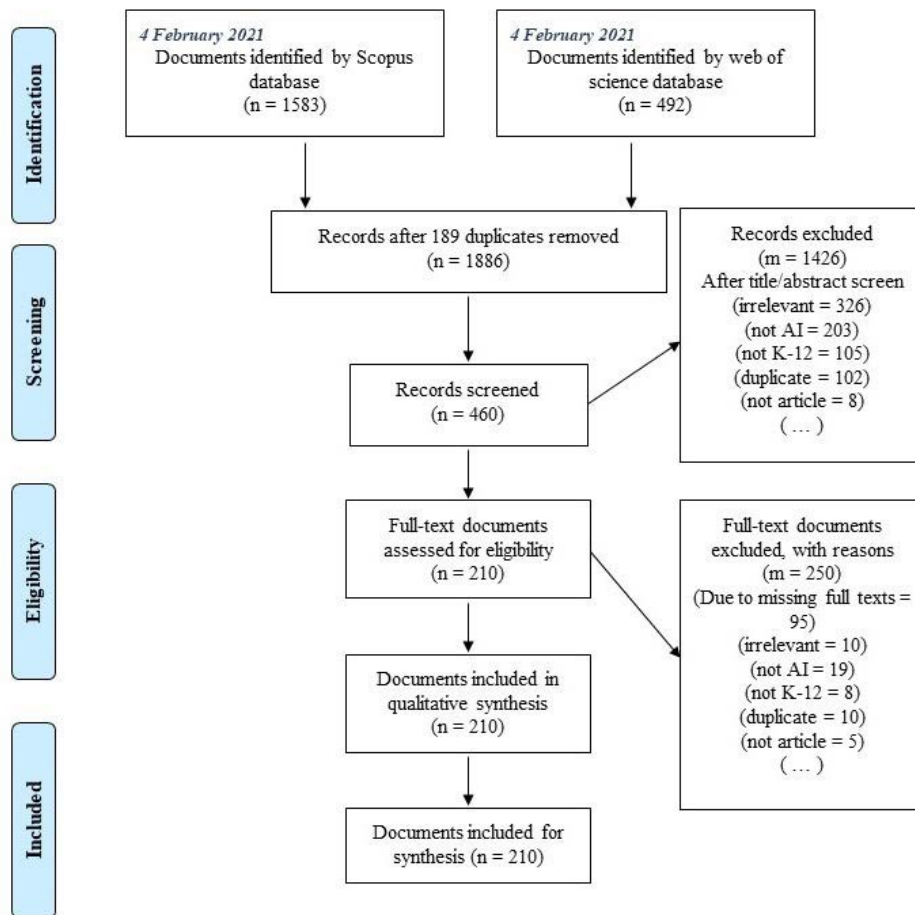 4 February 2021
Documents identified by Scopus
database
(n = 1583)
4 February 2021
Documents identified by web of
science database
(n = 492)
Identification
Records after 189 duplicates removed
(n = 1886)
Records excluded
(m = 1426)
After title/abstract screen
(irrelevant = 326)
(not AI = 203)
(not K-12 = 105)
(duplicate = 102)
(not article = 8)
( … )
Screening
Records screened
(n = 460)
Eligibility
Full-text documents
assessed for eligibility
(n = 210)
Full-text documents
excluded, with reasons
(m = 250)
(Due to missing full texts =
95)
(irrelevant = 10)
(not AI = 19)
(not K-12 = 8)
(duplicate = 10)
(not article = 5)
( … )
Documents included in
qualitative synthesis
(n = 210)
Included
Documents included for
synthesis (n = 210)